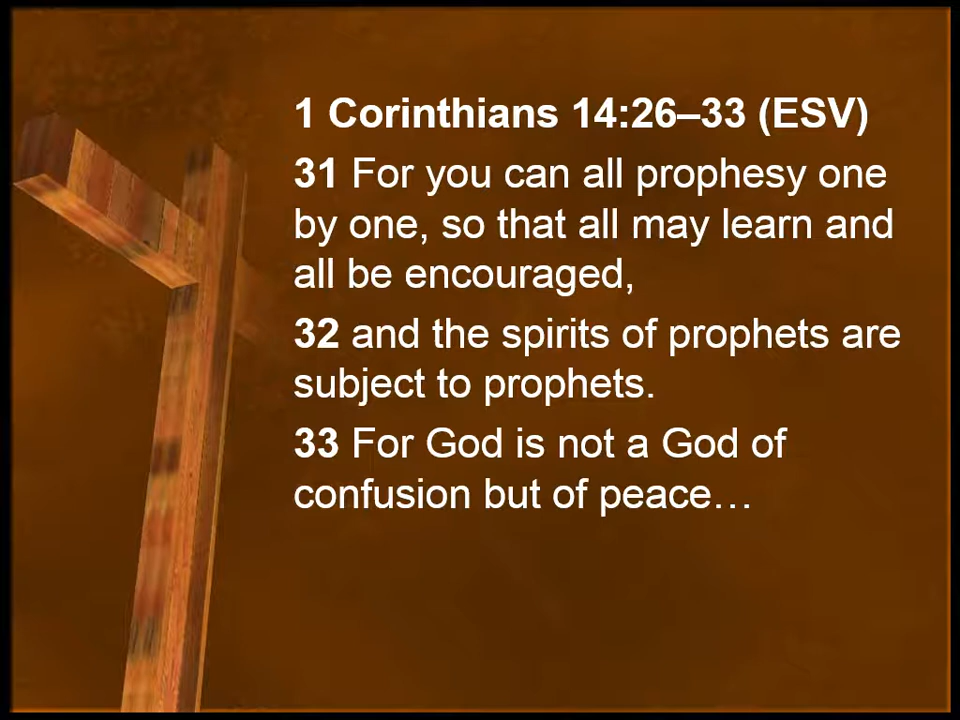 1 Corinthians 14:26–33 (ESV)
31 For you can all prophesy one
by one, so that all may learn and
all be encouraged,
32 and the spirits of prophets are
subject to prophets.
33 For God is not a God of
confusion but of peace…